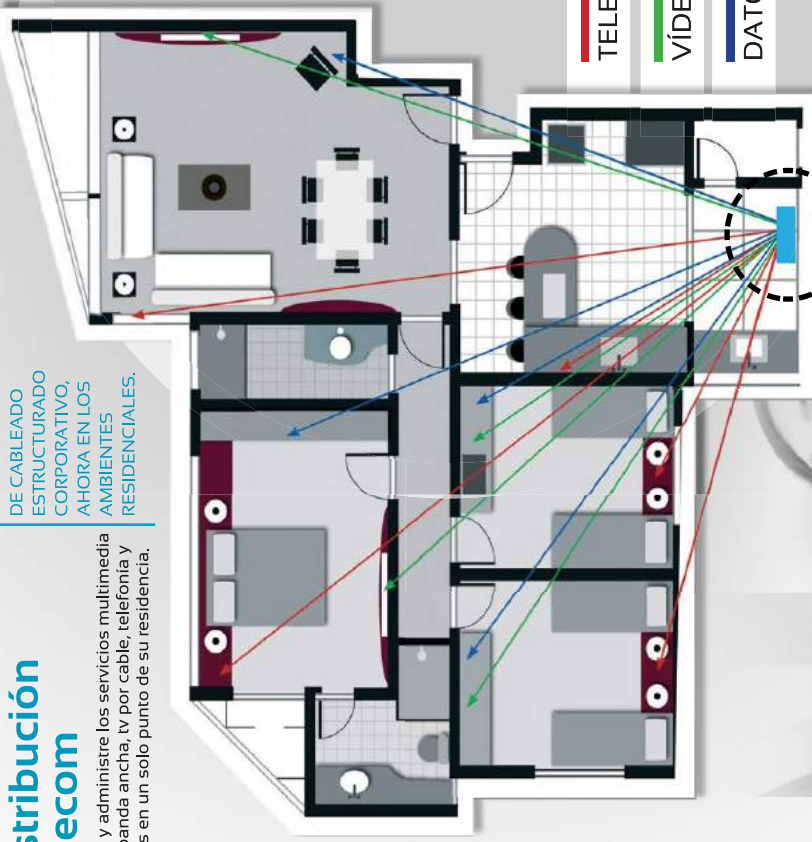 DE CABLEADO
ESTRUCTURADO
CORPORATIVO,
AHORA EN LOS
AMBIENTES
RESIDENCIALES.
stribución
ecom
y administre los servicios multimedia
banda ancha, tv por cable, telefonía y
s en un solo punto de su residencia.
TELE
VÍDE
DATO